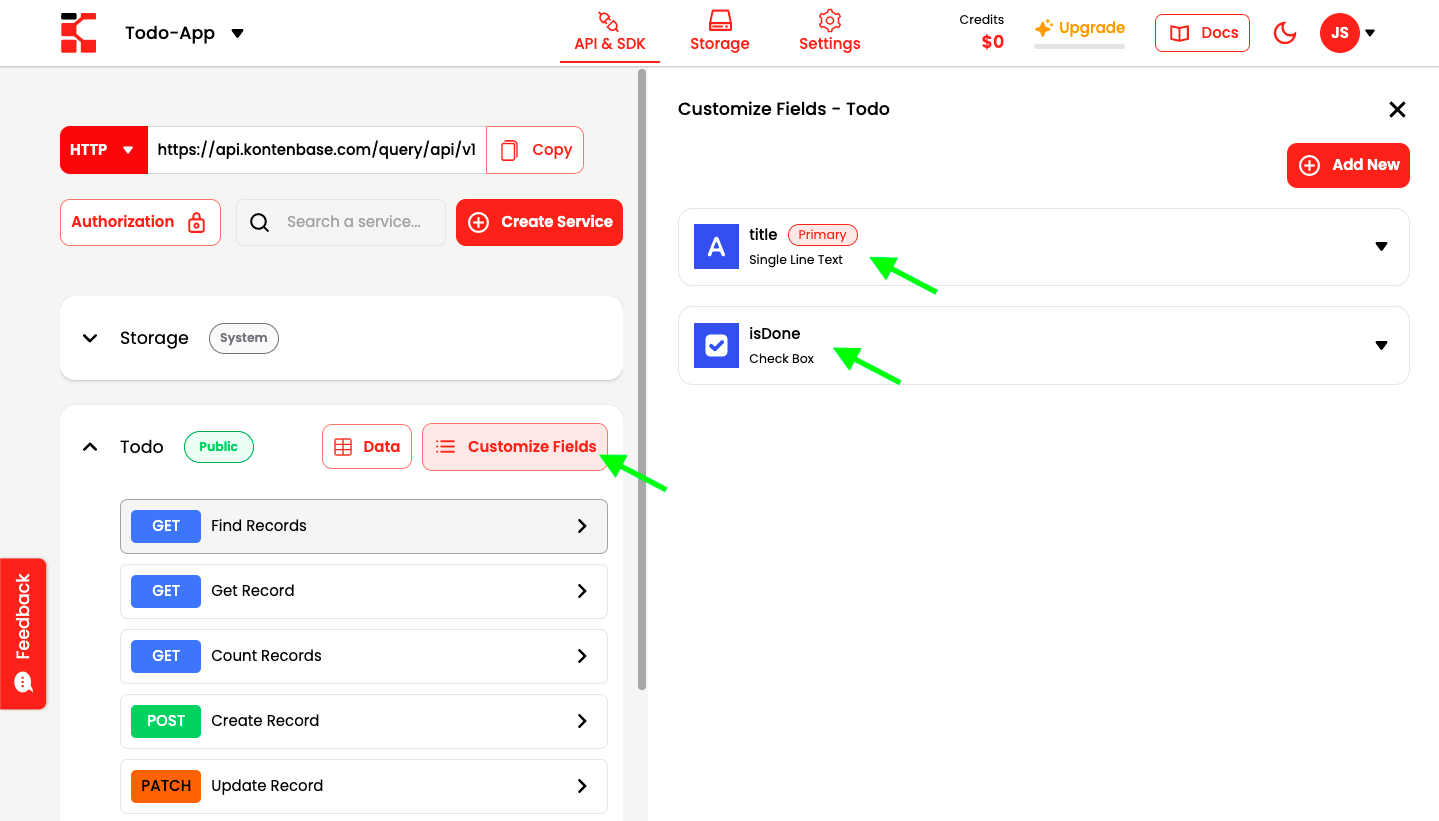 Todo-App
API & SDK
Storage
Settings
Credits
$0
Upgrade
Docs
JS
HTTP
https://api.kontenbase.com/query/api/v1
Copy
Authorization
Search a service...
Create Service
Storage
System
Todo
Public
Data
Customize Fields
GET
Find Records
GET
Get Record
GET
Count Records
POST
Create Record
PATCH
Update Record
Feedback
Customize Fields - Todo
Add New
title
Primary
Single Line Text
isDone
Check Box